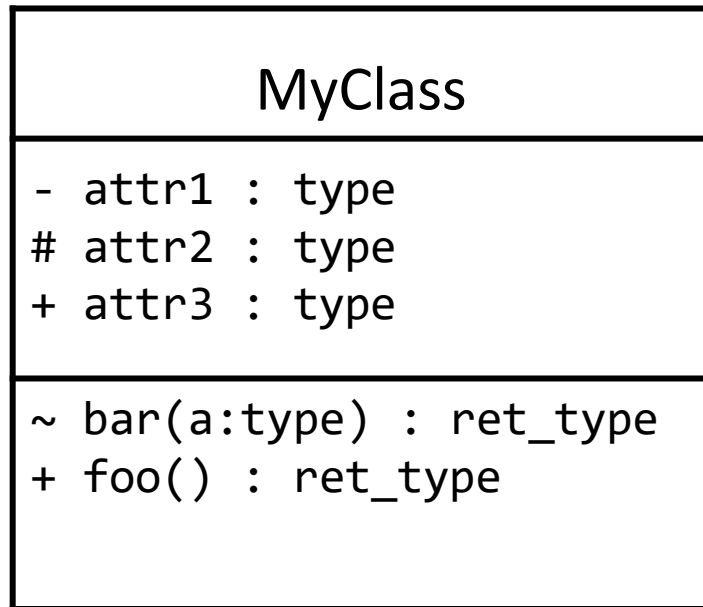 MyClass
- attr1 : type
# attr2 : type
+ attr3 : type
~ bar(a:type) : ret_type
+ foo() : ret_type